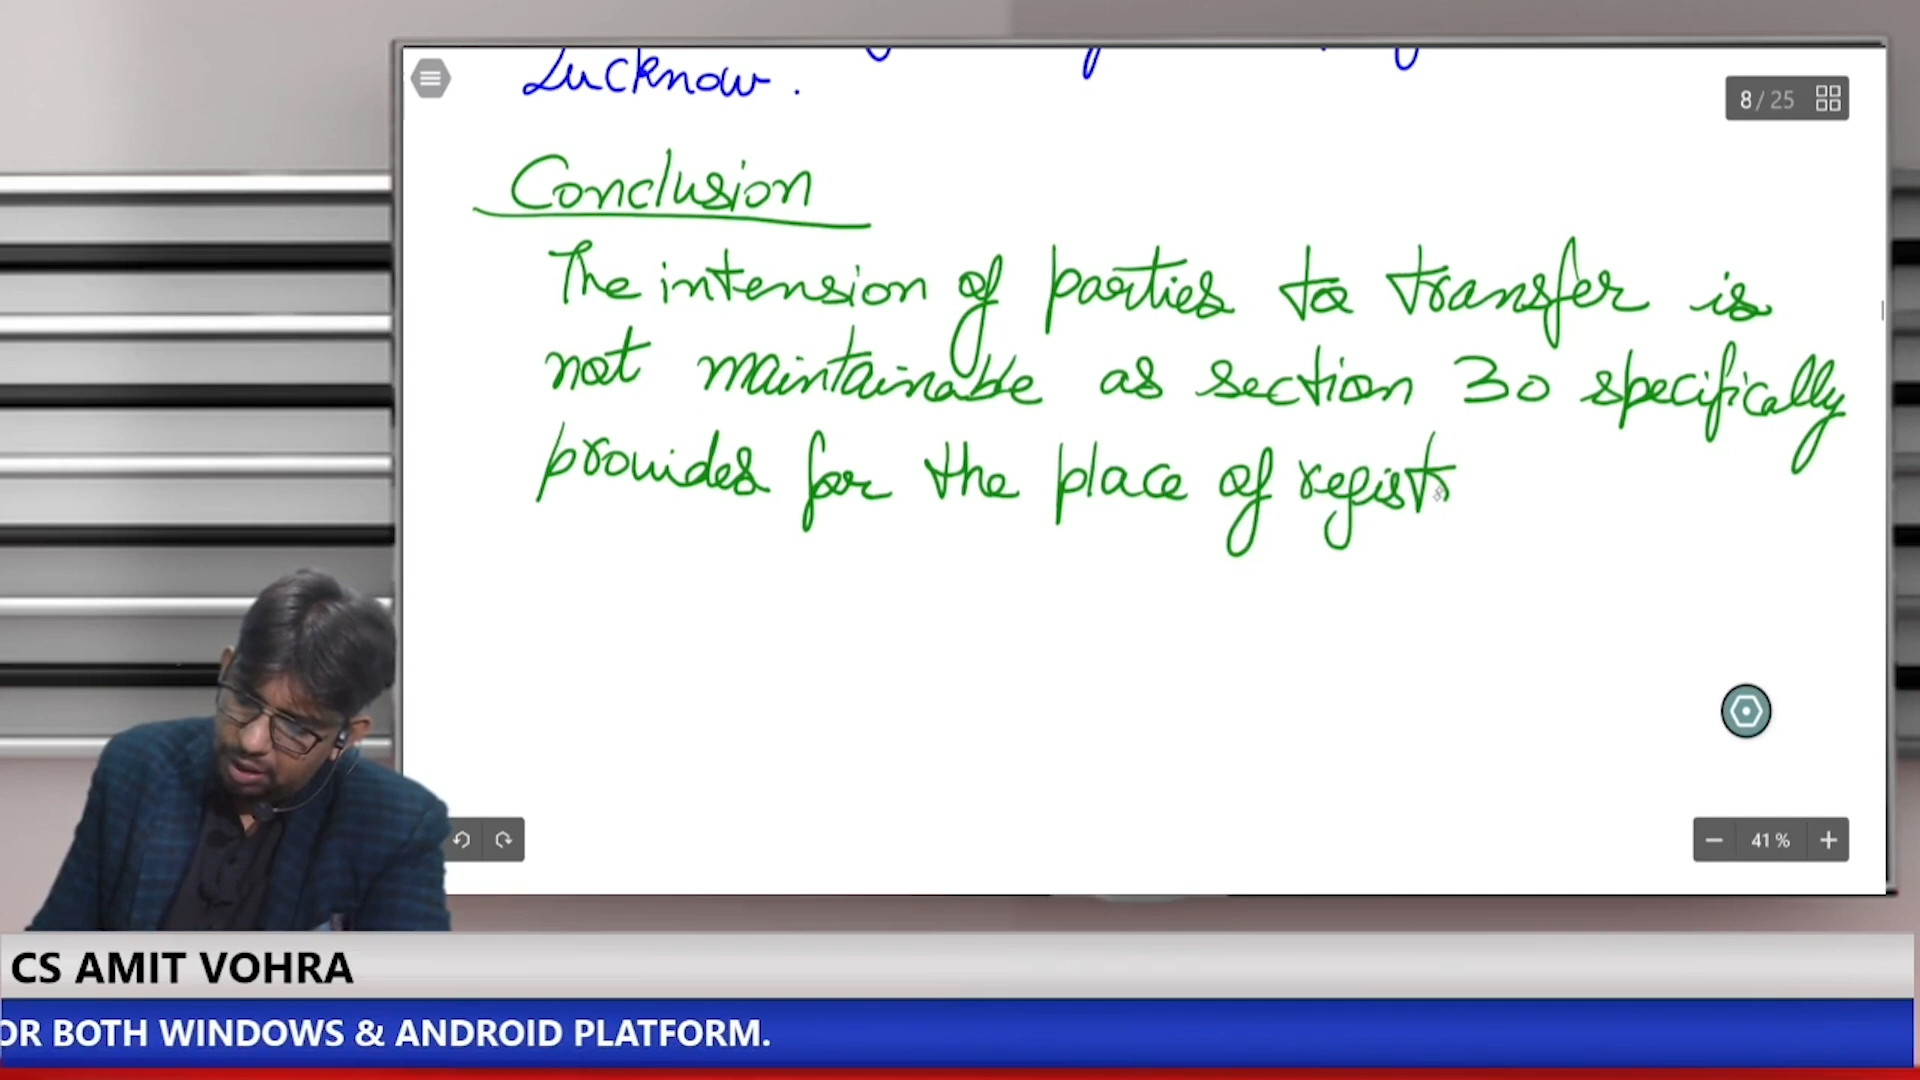 Lucknow.
8 / 25
Conclusion
The intension of parties to transfer is
not maintainable as section 30 specifically
provides for the place of regist
41 %
CS AMIT VOHRA
OR BOTH WINDOWS & ANDROID PLATFORM.